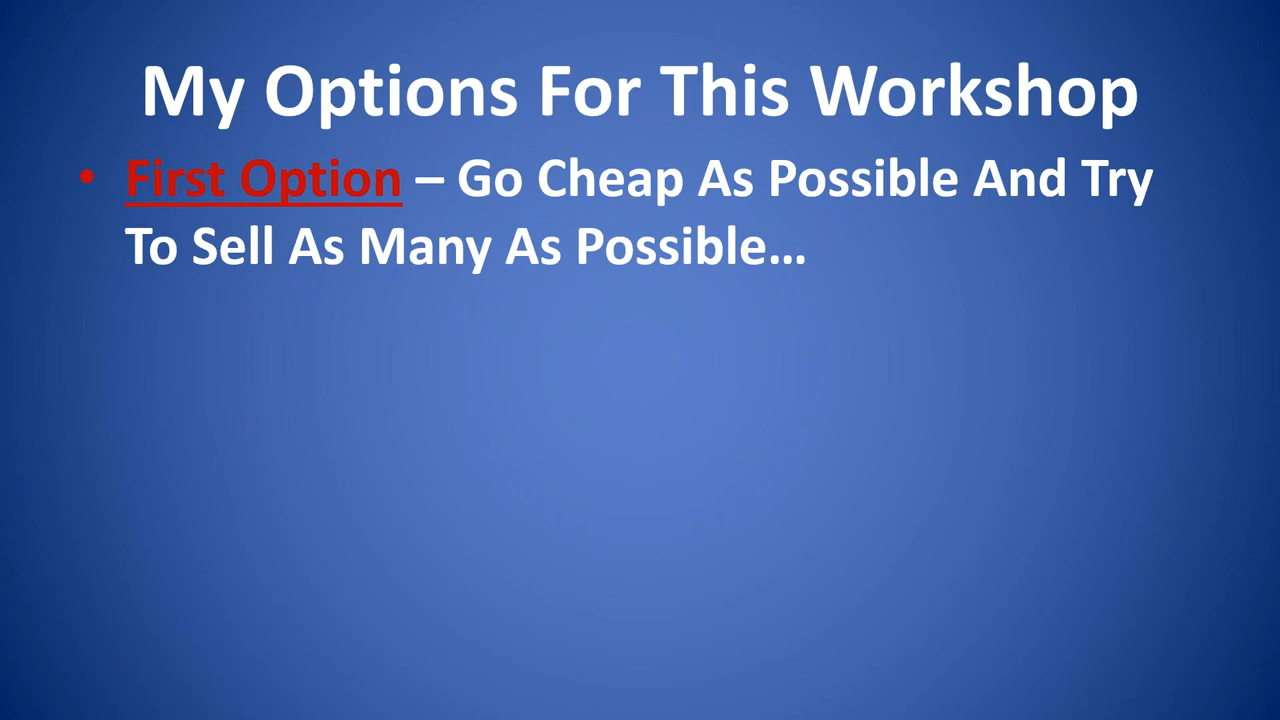 My Options For This Workshop
• First Option – Go Cheap As Possible And Try
To Sell As Many As Possible…